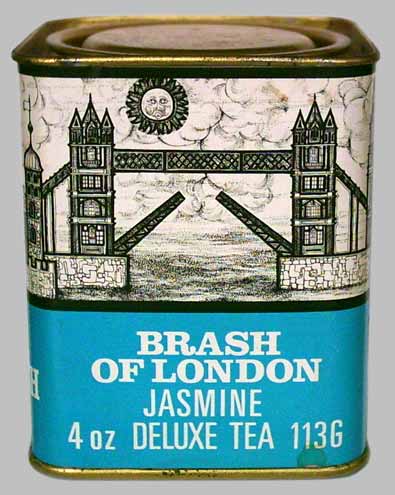 BRASH
OF LONDON
JASMINE
4 oz DELUXE TEA 113G
H